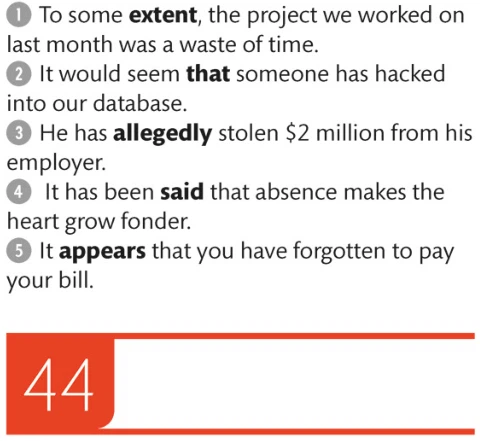 1 To some extent, the project we worked on
last month was a waste of time.
2 It would seem that someone has hacked
into our database.
3 He has allegedly stolen $2 million from his
employer.
4 It has been said that absence makes the
heart grow fonder.
5 It appears that you have forgotten to pay
your bill.
44